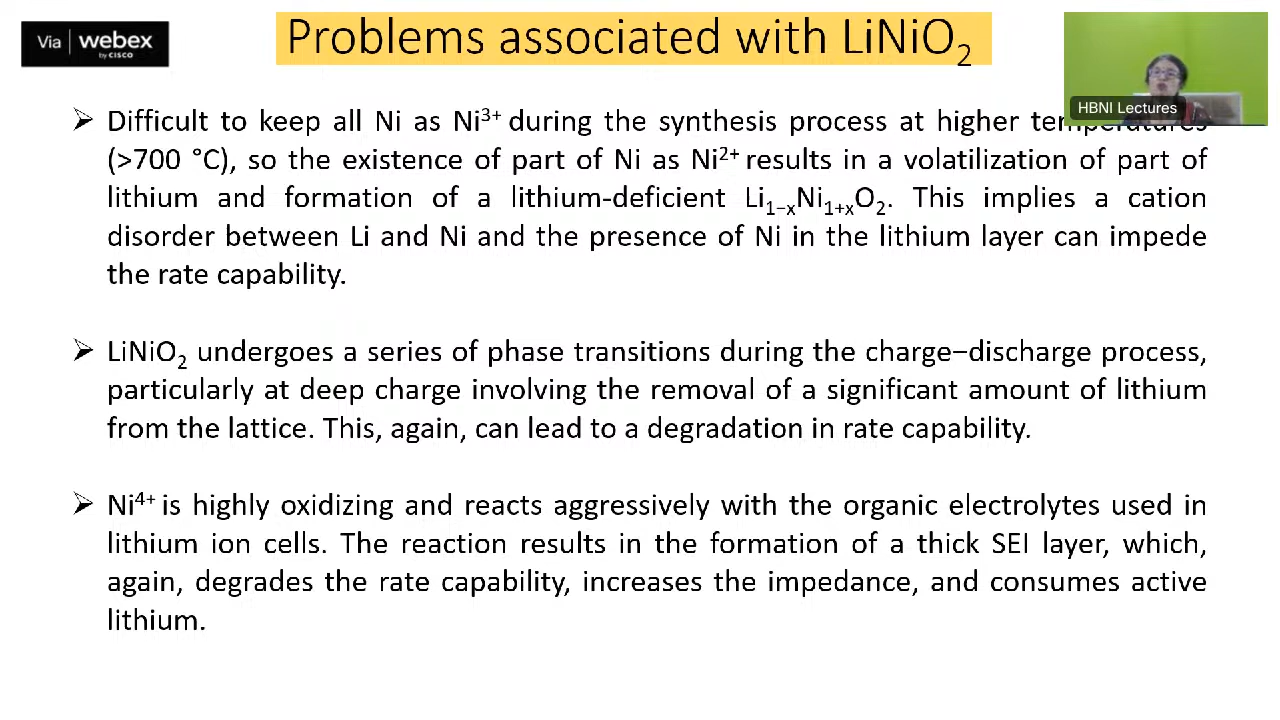 Via | webex
by CISCO
Problems associated with LiNiO₂
HBNI Lectures
➢ Difficult to keep all Ni as Ni³⁺ during the synthesis process at higher temperatures
(>700 °C), so the existence of part of Ni as Ni²⁺ results in a volatilization of part of
lithium and formation of a lithium-deficient Li₁₋ₓNi₁₊ₓO₂. This implies a cation
disorder between Li and Ni and the presence of Ni in the lithium layer can impede
the rate capability.
➢ LiNiO₂ undergoes a series of phase transitions during the charge−discharge process,
particularly at deep charge involving the removal of a significant amount of lithium
from the lattice. This, again, can lead to a degradation in rate capability.
➢ Ni⁴⁺ is highly oxidizing and reacts aggressively with the organic electrolytes used in
lithium ion cells. The reaction results in the formation of a thick SEI layer, which,
again, degrades the rate capability, increases the impedance, and consumes active
lithium.